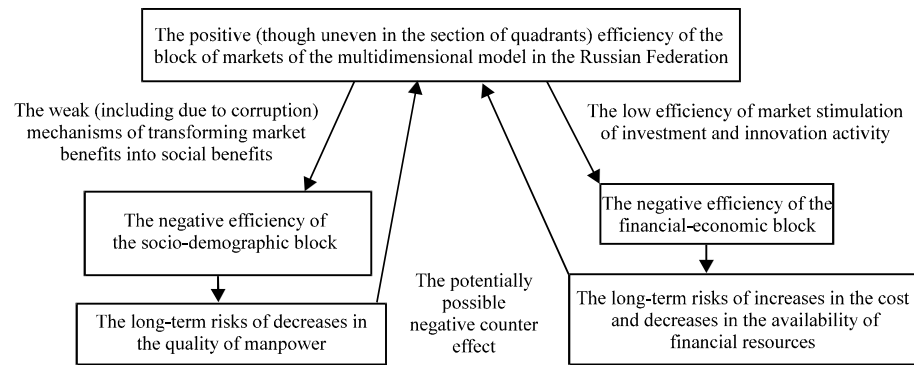 The positive (though uneven in the section of quadrants) efficiency of the
block of markets of the multidimensional model in the Russian Federation
The weak (including due to corruption)
mechanisms of transforming market
benefits into social benefits
The low efficiency of market stimulation
of investment and innovation activity
The negative efficiency of
the socio-demographic block
The negative efficiency of the
financial-economic block
The long-term risks of decreases in
the quality of manpower
The potentially
possible
negative counter
effect
The long-term risks of increases in the cost
and decreases in the availability of
financial resources